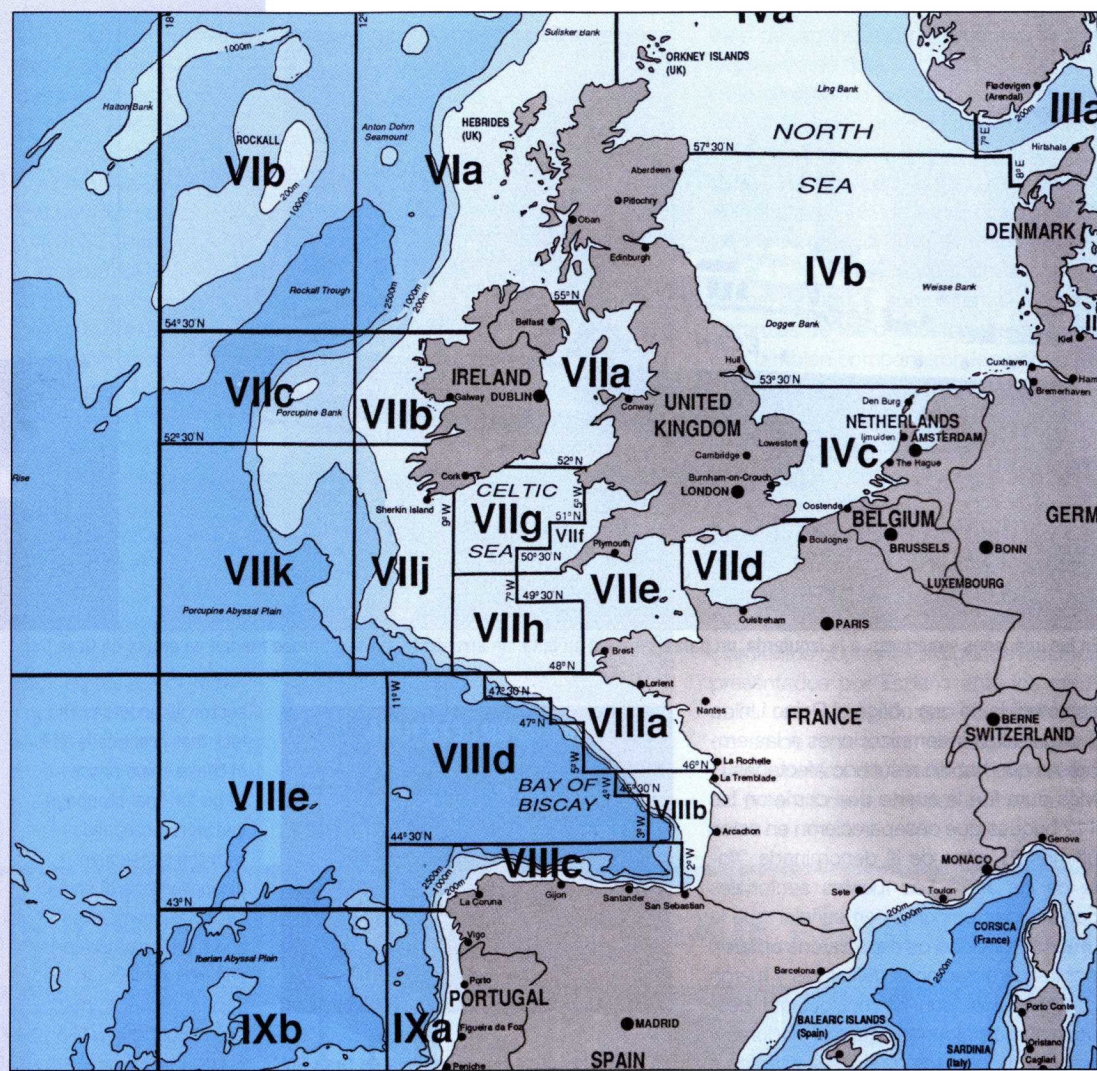 18°
12°
IVa
1000m
Sulisker Bank
ORKNEY ISLANDS
(UK)
Ling Bank
Flødevigen
(Arendal)
200m
IIIa
Hatton Bank
ROCKALL
VIb
200m
1000m
Anton Dohrn
Seamount
HEBRIDES
(UK)
VIa
NORTH
SEA
57° 30' N
7° E
8° E
Hirtshals
Aberdeen
Pitlochry
Oban
Edinburgh
DENMARK
IVb
Rockall Trough
2500m
1000m
200m
Weisse Bank
55° N
Belfast
Dogger Bank
54° 30' N
Kiel
Hull
Cuxhaven
Bremerhaven
Ham
53° 30' N
VIIc
Porcupine Bank
VIIb
IRELAND
Galway
DUBLIN
VIIa
Conway
UNITED
KINGDOM
Den Burg
NETHERLANDS
Ijmuiden
AMSTERDAM
52° 30' N
Lowestoft
IVc
Cambridge
The Hague
Rise
Cork
52° N
Burnham-on-Crouch
LONDON
Sherkin Island
9° W
CELTIC
SEA
VIIg
5° W
51° N
VIIf
50° 30' N
Plymouth
Oostende
BELGIUM
BRUSSELS
GERM
BONN
Boulogne
VIIk
VIIj
VIId
VIIe
LUXEMBOURG
7° W
49° 30' N
Porcupine Abyssal Plain
VIIh
Ouistreham
PARIS
Brest
48° N
Lorient
11° W
47° 30' N
Nantes
47° N
VIIIa
FRANCE
BERNE
SWITZERLAND
VIIId
5° W
46° N
La Rochelle
La Tremblade
BAY OF
BISCAY
4° W
45° 30' N
VIIIb
VIIIe
3° W
Arcachon
44° 30' N
Genova
VIIIc
2° W
MONACO
2500m
1000m
200m
La Coruna
Gijon
Santander
San Sebastian
Sete
Toulon
43° N
200m
1000m
CORSICA
(France)
Vigo
Iberian Abyssal Plain
2500m
Barcelona
Porto
PORTUGAL
IXb
IXa
Figueira da Foz
MADRID
BALEARIC ISLANDS
(Spain)
Porto Conte
Oristano
SARDINIA
(Italy)
Cagliari
Peniche
SPAIN